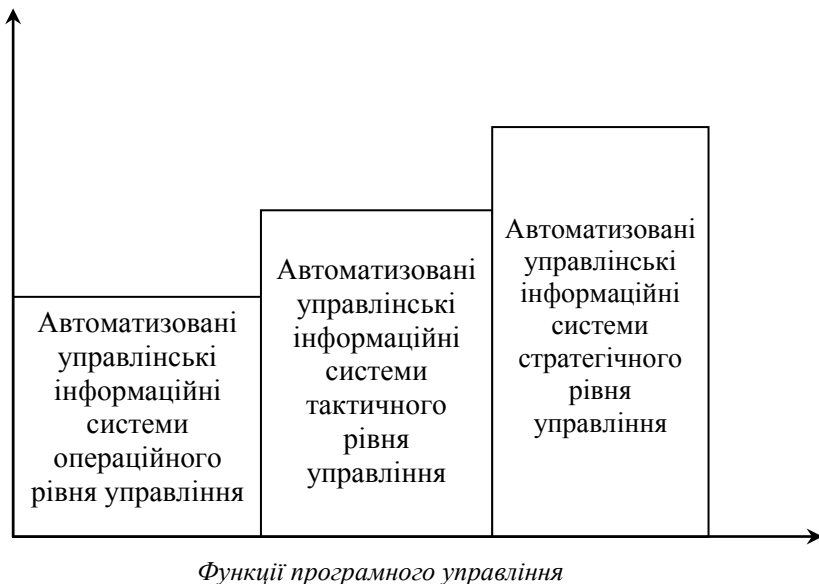 Автоматизовані
управлінські
інформаційні
системи
операційного
рівня управління
Автоматизовані
управлінські
інформаційні
системи
тактичного
рівня
управління
Автоматизовані
управлінські
інформаційні
системи
стратегічного
рівня
управління
Функції програмного управління